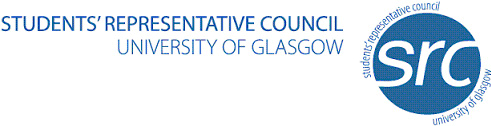 STUDENTS' REPRESENTATIVE COUNCIL
UNIVERSITY OF GLASGOW
students' representative council
src
university of glasgow